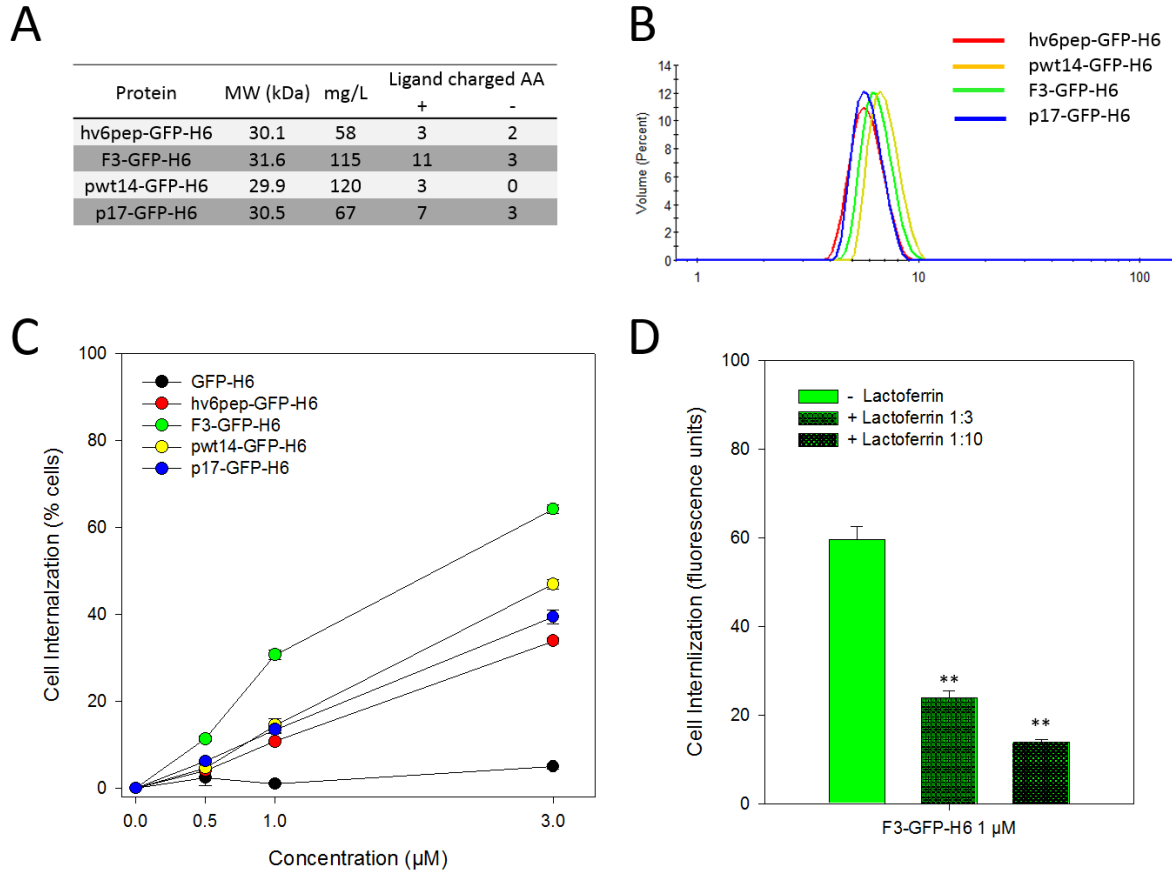 A
Ligand charged AA
Protein MW (kDa) mg/L + -
hv6pep-GFP-H6 30.1 58 3 2
F3-GFP-H6 31.6 115 11 3
pwt14-GFP-H6 29.9 120 3 0
p17-GFP-H6 30.5 67 7 3
B
hv6pep-GFP-H6
pwt14-GFP-H6
F3-GFP-H6
p17-GFP-H6
Volume (Percent)
14
12
10
8
6
4
2
0
1 10 100
C
Cell Internalzation (% cells)
100
80
60
40
20
0
GFP-H6
hv6pep-GFP-H6
F3-GFP-H6
pwt14-GFP-H6
p17-GFP-H6
0.0 0.5 1.0 3.0
Concentration (µM)
D
Cell Internlization (fluorescence units)
100
80
60
40
20
0
- Lactoferrin
+ Lactoferrin 1:3
+ Lactoferrin 1:10
**
**
F3-GFP-H6 1 µM